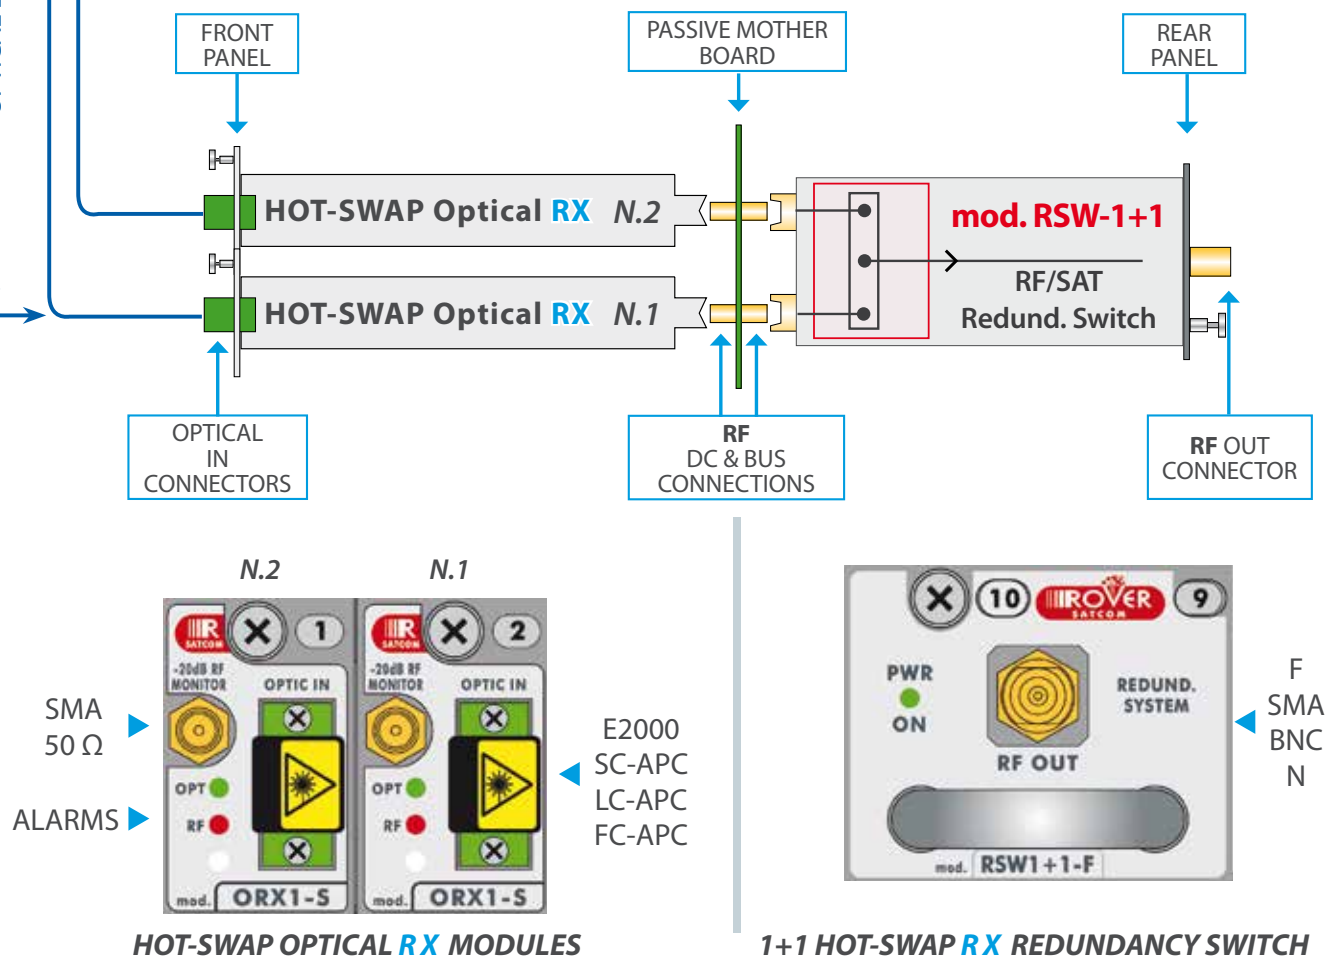 FRONT
PANEL
PASSIVE MOTHER
BOARD
REAR
PANEL
HOT-SWAP Optical RX N.2
HOT-SWAP Optical RX N.1
mod. RSW-1+1
RF/SAT
Redund. Switch
OPTICAL
IN
CONNECTORS
RF
DC & BUS
CONNECTIONS
RF OUT
CONNECTOR
N.2
N.1
R
SATCOM
1
-20dB RF
MONITOR
OPTIC IN
OPT
RF
mod. ORX1-S
R
SATCOM
2
-20dB RF
MONITOR
OPTIC IN
OPT
RF
mod. ORX1-S
SMA
50 Ω
ALARMS
E2000
SC-APC
LC-APC
FC-APC
10
ROVER
SATCOM
9
PWR
ON
REDUND.
SYSTEM
RF OUT
mod. RSW1+1-F
F
SMA
BNC
N
HOT-SWAP OPTICAL RX MODULES
1+1 HOT-SWAP RX REDUNDANCY SWITCH